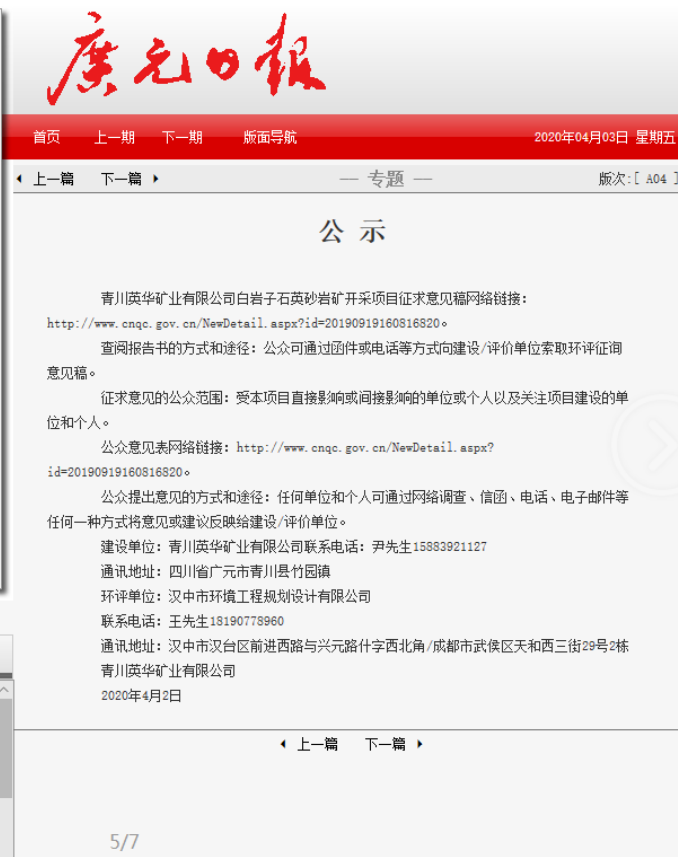 廣元日報
首页 上一期 下一期 版面导航 2020年04月03日 星期五
上一篇 下一篇 — 专题 — 版次:[ A04 ]
公 示
青川英华矿业有限公司白岩子石英砂岩矿开采项目征求意见稿网络链接：
http://www.cnqc.gov.cn/NewDetail.aspx?id=20190919160816820。
查阅报告书的方式和途径：公众可通过函件或电话等方式向建设/评价单位索取环评征询
意见稿。
征求意见的公众范围：受本项目直接影响或间接影响的单位或个人以及关注项目建设的单
位和个人。
公众意见表网络链接：http://www.cnqc.gov.cn/NewDetail.aspx?
id=20190919160816820。
公众提出意见的方式和途径：任何单位和个人可通过网络调查、信函、电话、电子邮件等
任何一种方式将意见或建议反映给建设/评价单位。
建设单位：青川英华矿业有限公司联系电话：尹先生15883921127
通讯地址：四川省广元市青川县竹园镇
环评单位：汉中市环境工程规划设计有限公司
联系电话：王先生18190778960
通讯地址：汉中市汉台区前进西路与兴元路什字西北角/成都市武侯区天和西三街29号2栋
青川英华矿业有限公司
2020年4月2日
上一篇 下一篇
5/7